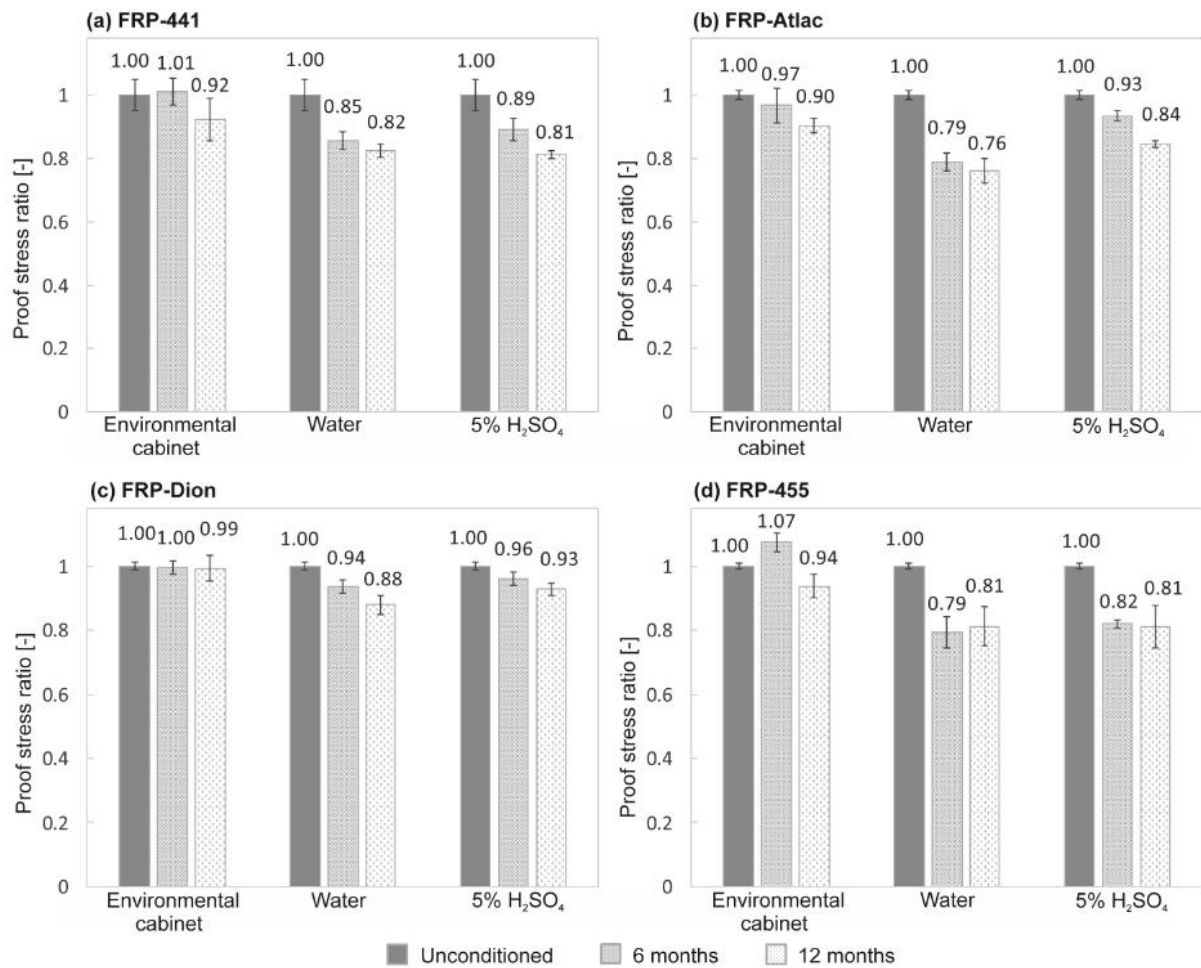 (a) FRP-441
Proof stress ratio [-]
1
0.8
0.6
0.4
0.2
0
1.00 1.01 0.92
1.00 0.85 0.82
1.00 0.89 0.81
Environmental cabinet
Water
5% H₂SO₄
(b) FRP-Atlac
Proof stress ratio [-]
1
0.8
0.6
0.4
0.2
0
1.00 0.97 0.90
1.00 0.79 0.76
1.00 0.93 0.84
Environmental cabinet
Water
5% H₂SO₄
(c) FRP-Dion
Proof stress ratio [-]
1
0.8
0.6
0.4
0.2
0
1.00 1.00 0.99
1.00 0.94 0.88
1.00 0.96 0.93
Environmental cabinet
Water
5% H₂SO₄
(d) FRP-455
Proof stress ratio [-]
1
0.8
0.6
0.4
0.2
0
1.00 1.07 0.94
1.00 0.79 0.81
1.00 0.82 0.81
Environmental cabinet
Water
5% H₂SO₄
Unconditioned 6 months 12 months